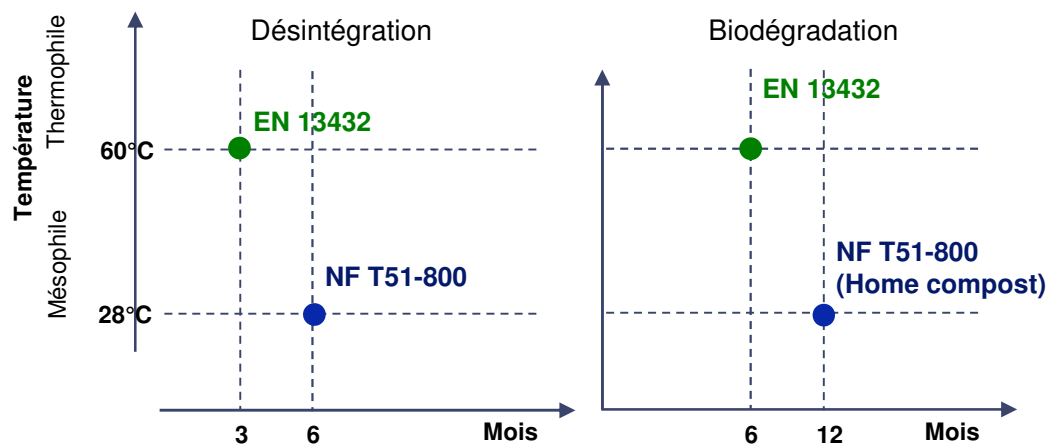 Désintégration
Biodégradation
Température
Thermophile
Mésophile
EN 13432
EN 13432
60°C
NF T51-800
NF T51-800
(Home compost)
28°C
3
6
Mois
6
12
Mois